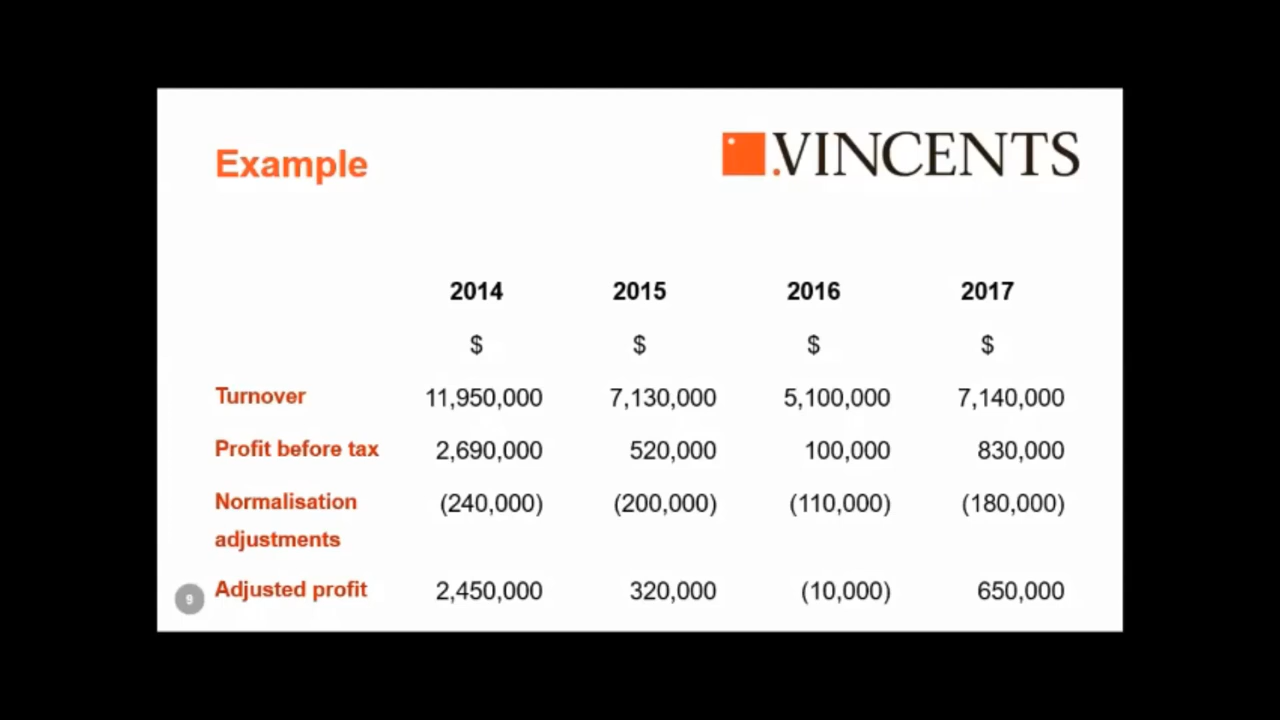 Example
.VINCENTS
2014 2015 2016 2017
$ $ $ $
Turnover 11,950,000 7,130,000 5,100,000 7,140,000
Profit before tax 2,690,000 520,000 100,000 830,000
Normalisation (240,000) (200,000) (110,000) (180,000)
adjustments
Adjusted profit 2,450,000 320,000 (10,000) 650,000
9